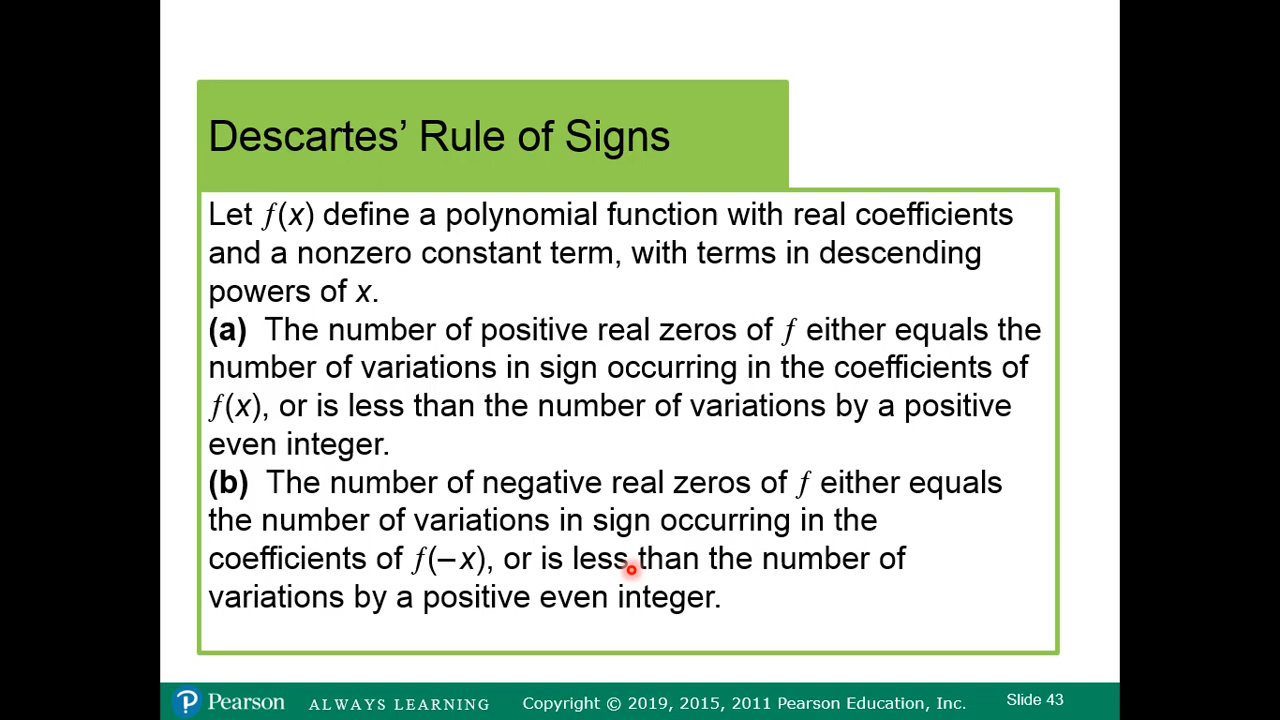 Descartes’ Rule of Signs
Let f(x) define a polynomial function with real coefficients
and a nonzero constant term, with terms in descending
powers of x.
(a) The number of positive real zeros of f either equals the
number of variations in sign occurring in the coefficients of
f(x), or is less than the number of variations by a positive
even integer.
(b) The number of negative real zeros of f either equals
the number of variations in sign occurring in the
coefficients of f(−x), or is less than the number of
variations by a positive even integer.
P Pearson ALWAYS LEARNING Copyright © 2019, 2015, 2011 Pearson Education, Inc. Slide 43